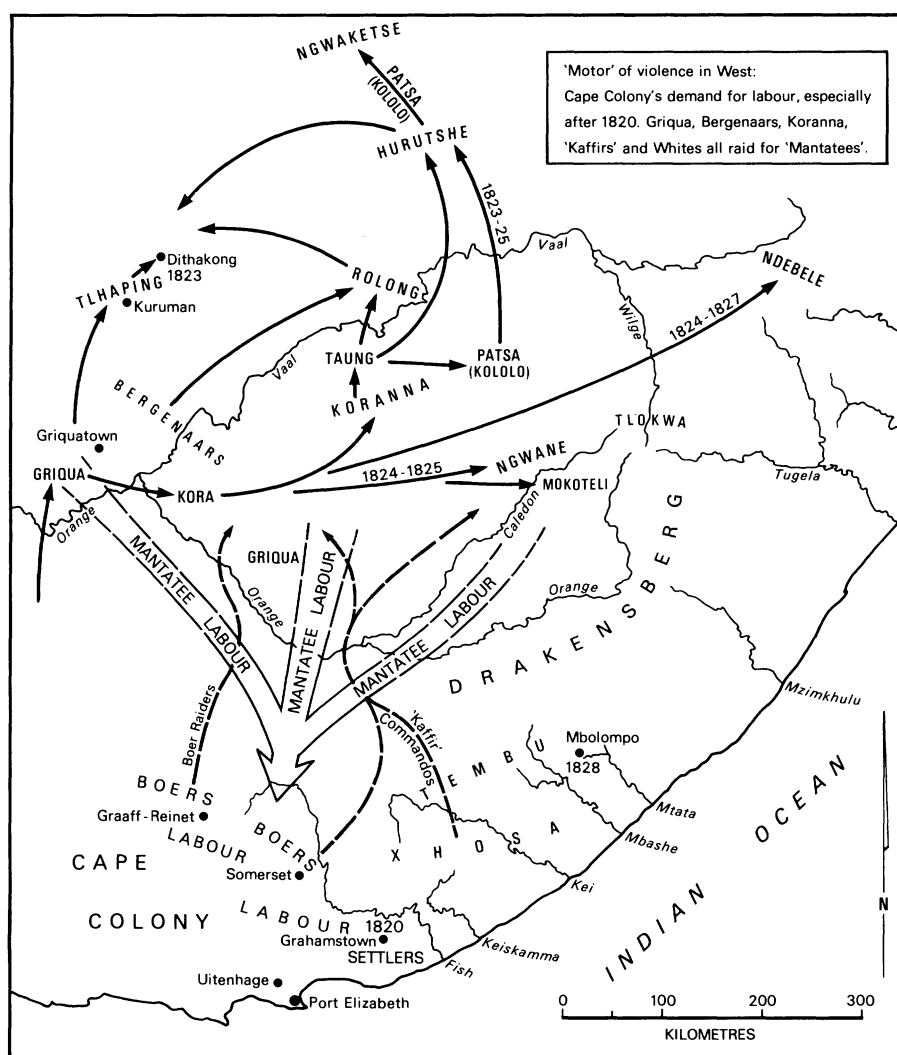 NGWAKETSE
PATSA
(KOLOLO)
HURUTSHE
'Motor' of violence in West:
Cape Colony's demand for labour, especially
after 1820. Griqua, Bergenaars, Koranna,
'Kaffirs' and Whites all raid for 'Mantatees'.
1823-25
Vaal
Dithakong
1823
TLHAPING
Kuruman
ROLONG
NDEBELE
Wilge
1824-1827
Vaal
TAUNG
PATSA
(KOLOLO)
KORANNA
BERGENAARS
TLOKWA
Griquatown
GRIQUA
KORA
1824-1825
NGWANE
MOKOTELI
Caledon
Tugela
Orange
MANTATEE LABOUR
Orange
GRIQUA
MANTATEE LABOUR
MANTATEE LABOUR
Orange
DRAKENSBERG
Mzimkhulu
Boer Raiders
'Kaffir'
Commandos
TEMBU
Mbolompo
1828
Mtata
Mbashe
BOERS
Graaff-Reinet
LABOUR
BOERS
XHOSA
Kei
CAPE
COLONY
Somerset
LABOUR
1820
Grahamstown
SETTLERS
Keiskamma
Fish
Uitenhage
Port Elizabeth
INDIAN OCEAN
N
0 100 200 300
KILOMETRES